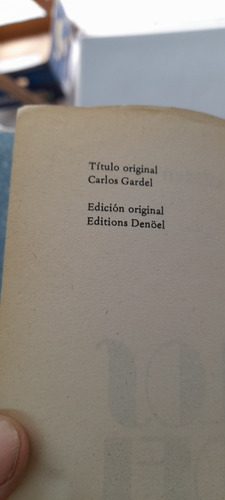 Título original
Carlos Gardel
Edición original
Editions Denöel